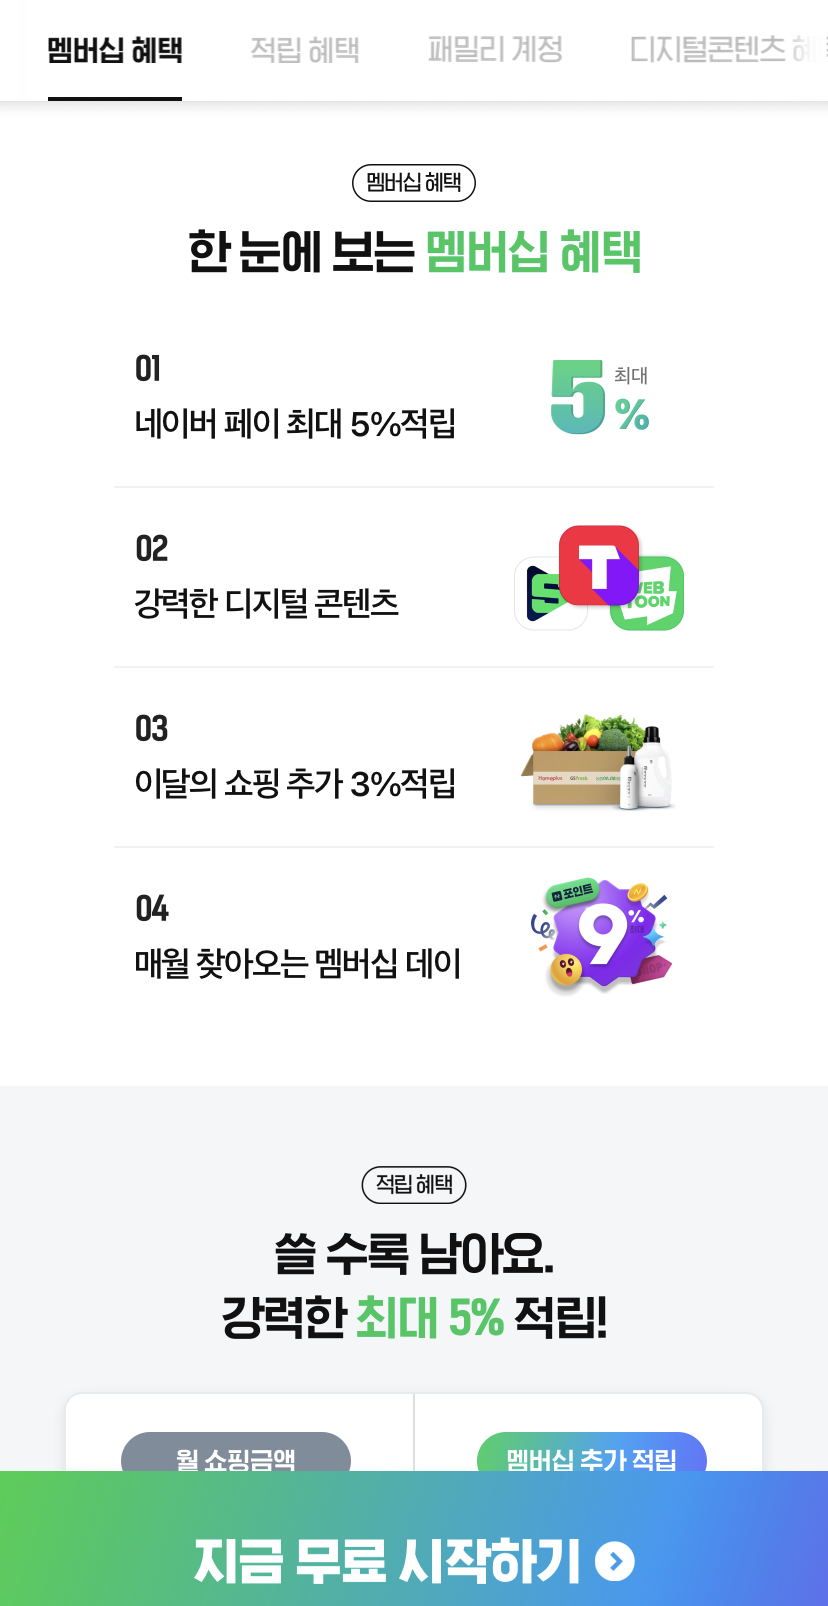 멤버십 혜택 적립 혜택 패밀리 계정 디지털콘텐츠
멤버십 혜택
한 눈에 보는 멤버십 혜택
01
네이버 페이 최대 5%적립
5 최대 %
02
강력한 디지털 콘텐츠
S T WEBTOON
03
이달의 쇼핑 추가 3%적립
Homeplus GSfresh
04
매월 찾아오는 멤버십 데이
N 포인트
9% 최대
적립 혜택
쓸 수록 남아요.
강력한 최대 5% 적립!
월 쇼핑금액 멤버십 추가 적립
지금 무료 시작하기